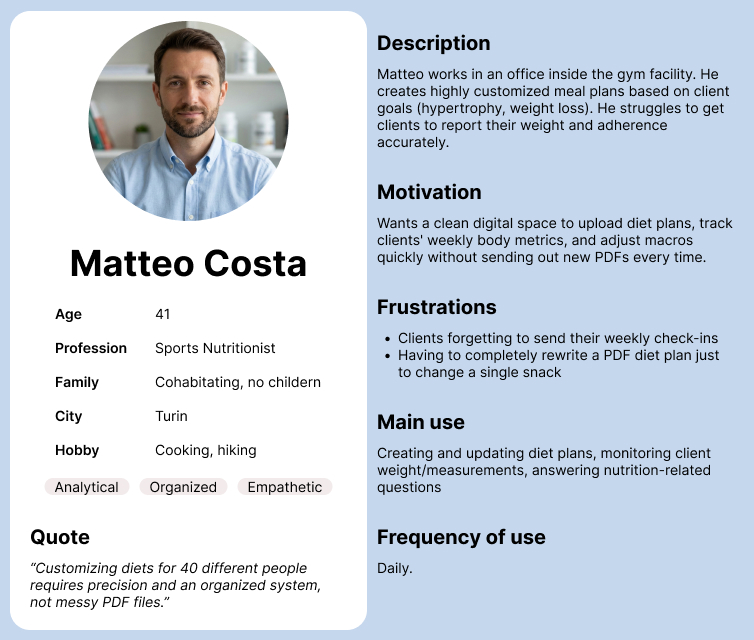 Matteo Costa
Age 41
Profession Sports Nutritionist
Family Cohabitating, no childern
City Turin
Hobby Cooking, hiking
Analytical Organized Empathetic
Quote
“Customizing diets for 40 different people
requires precision and an organized system,
not messy PDF files.”
Description
Matteo works in an office inside the gym facility. He
creates highly customized meal plans based on client
goals (hypertrophy, weight loss). He struggles to get
clients to report their weight and adherence
accurately.
Motivation
Wants a clean digital space to upload diet plans, track
clients' weekly body metrics, and adjust macros
quickly without sending out new PDFs every time.
Frustrations
• Clients forgetting to send their weekly check-ins
• Having to completely rewrite a PDF diet plan just
to change a single snack
Main use
Creating and updating diet plans, monitoring client
weight/measurements, answering nutrition-related
questions
Frequency of use
Daily.